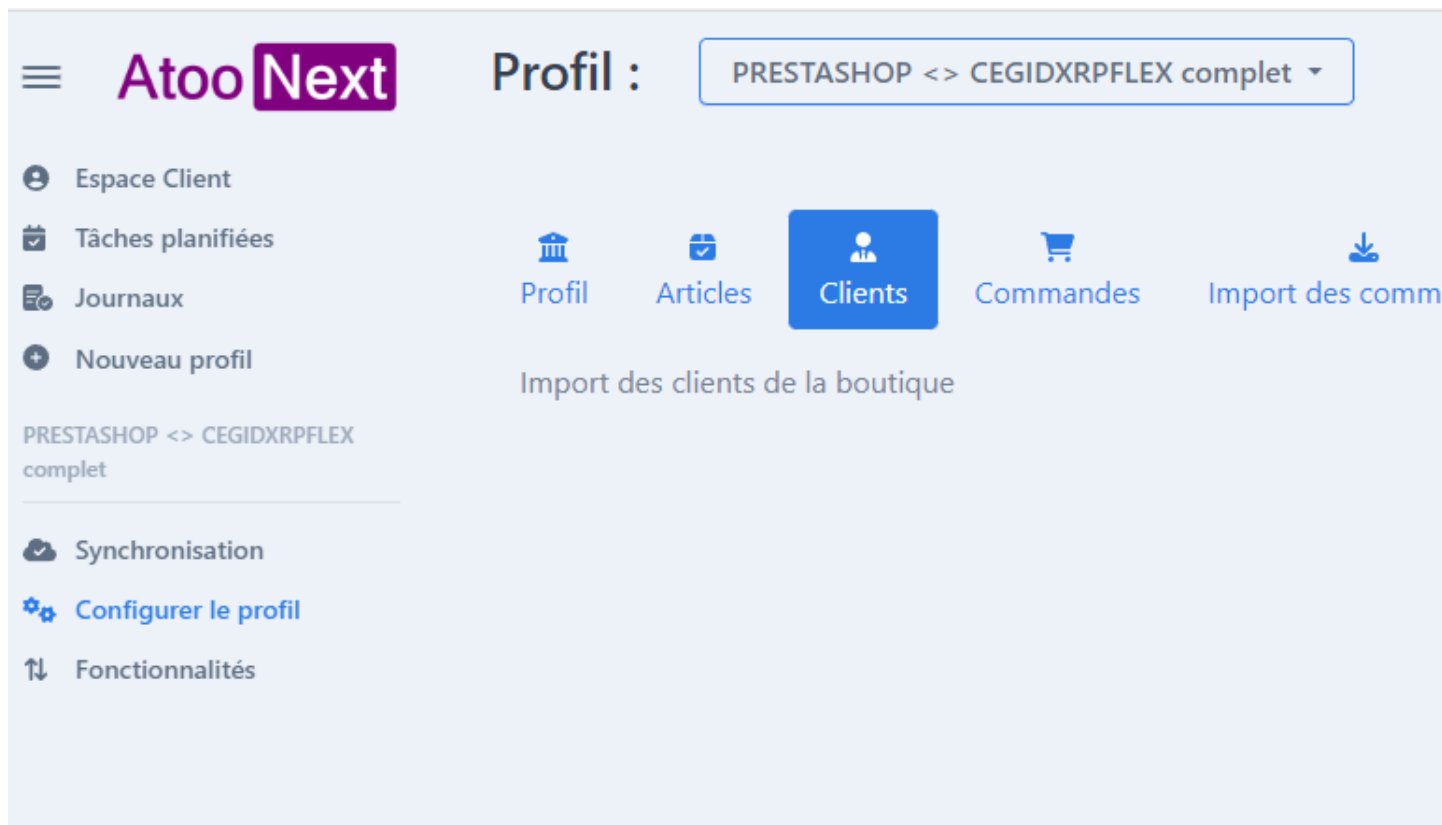 Atoo Next
Profil :
PRESTASHOP <> CEGIDXRPFLEX complet
Espace Client
Tâches planifiées
Journaux
Nouveau profil
PRESTASHOP <> CEGIDXRPFLEX
complet
Synchronisation
Configurer le profil
Fonctionnalités
Profil
Articles
Clients
Commandes
Import des comm
Import des clients de la boutique